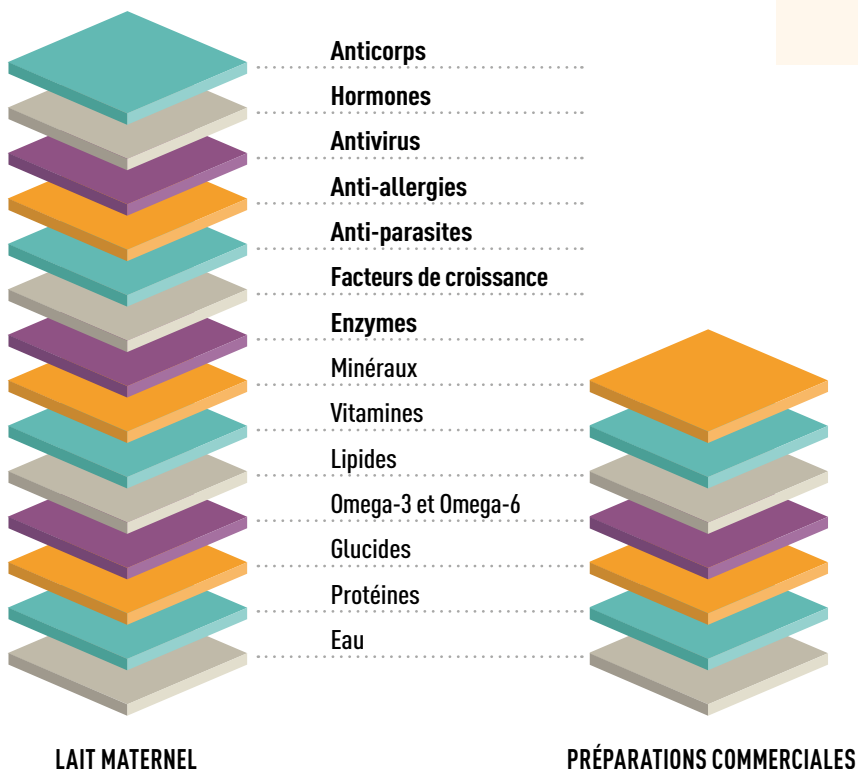 Anticorps
Hormones
Antivirus
Anti-allergies
Anti-parasites
Facteurs de croissance
Enzymes
Minéraux
Vitamines
Lipides
Omega-3 et Omega-6
Glucides
Protéines
Eau
LAIT MATERNEL
PRÉPARATIONS COMMERCIALES